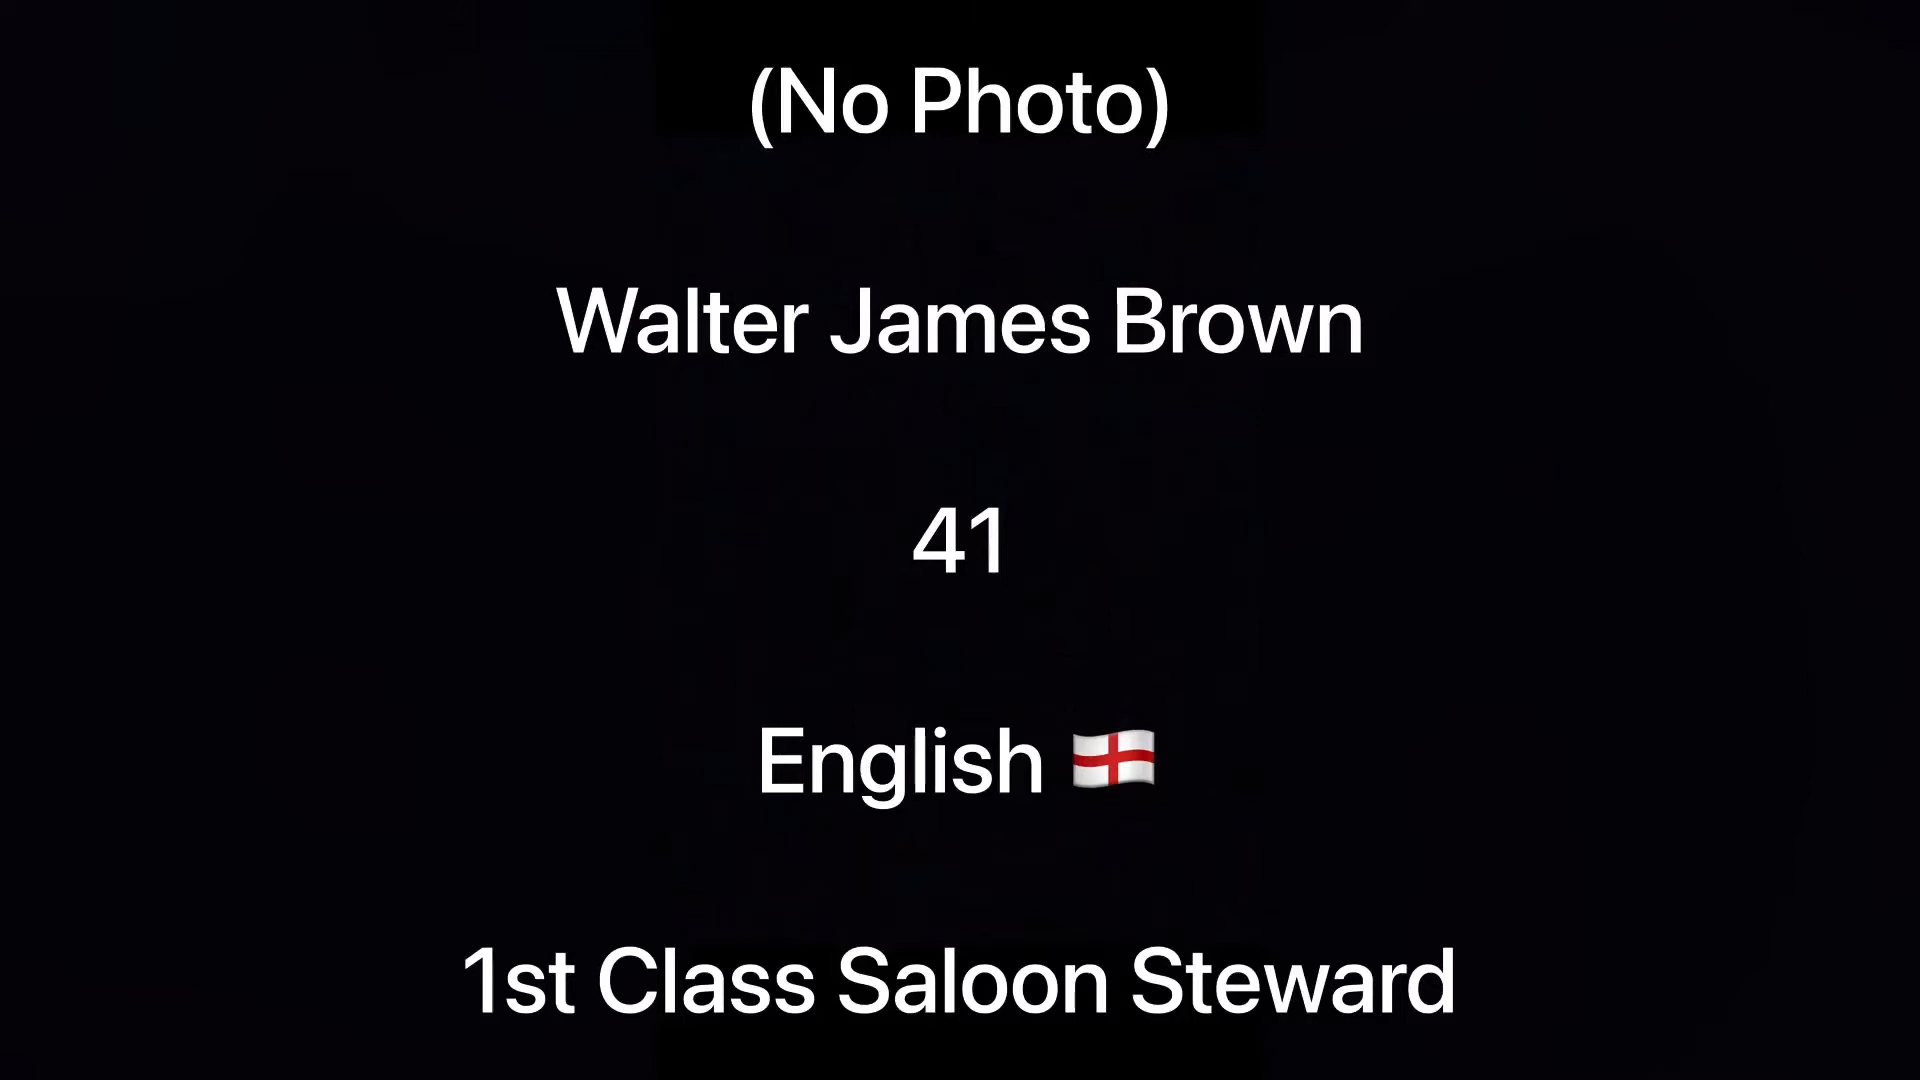 (No Photo)
Walter James Brown
41
English 🏴󠁧󠁢󠁥󠁮󠁧󠁿
1st Class Saloon Steward